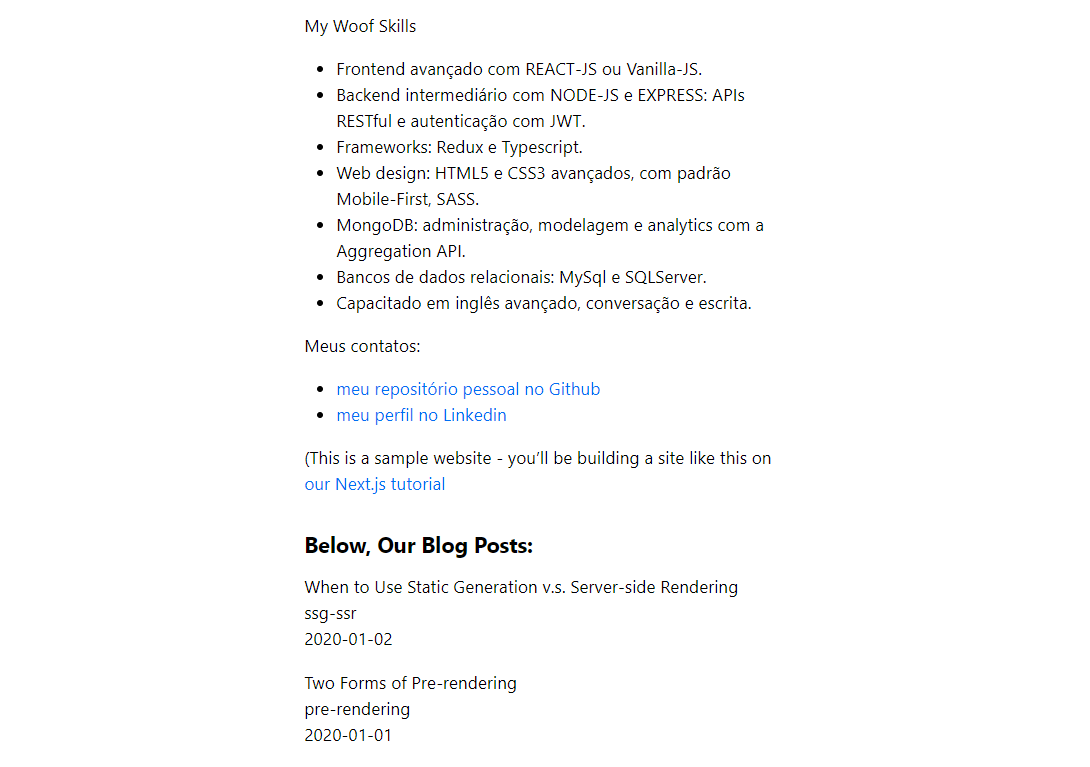 My Woof Skills
Frontend avançado com REACT-JS ou Vanilla-JS.
Backend intermediário com NODE-JS e EXPRESS: APIs
RESTful e autenticação com JWT.
Frameworks: Redux e Typescript.
Web design: HTML5 e CSS3 avançados, com padrão
Mobile-First, SASS.
MongoDB: administração, modelagem e analytics com a
Aggregation API.
Bancos de dados relacionais: MySql e SQLServer.
Capacitado em inglês avançado, conversação e escrita.
Meus contatos:
meu repositório pessoal no Github
meu perfil no Linkedin
(This is a sample website - you’ll be building a site like this on
our Next.js tutorial
Below, Our Blog Posts:
When to Use Static Generation v.s. Server-side Rendering
ssg-ssr
2020-01-02
Two Forms of Pre-rendering
pre-rendering
2020-01-01